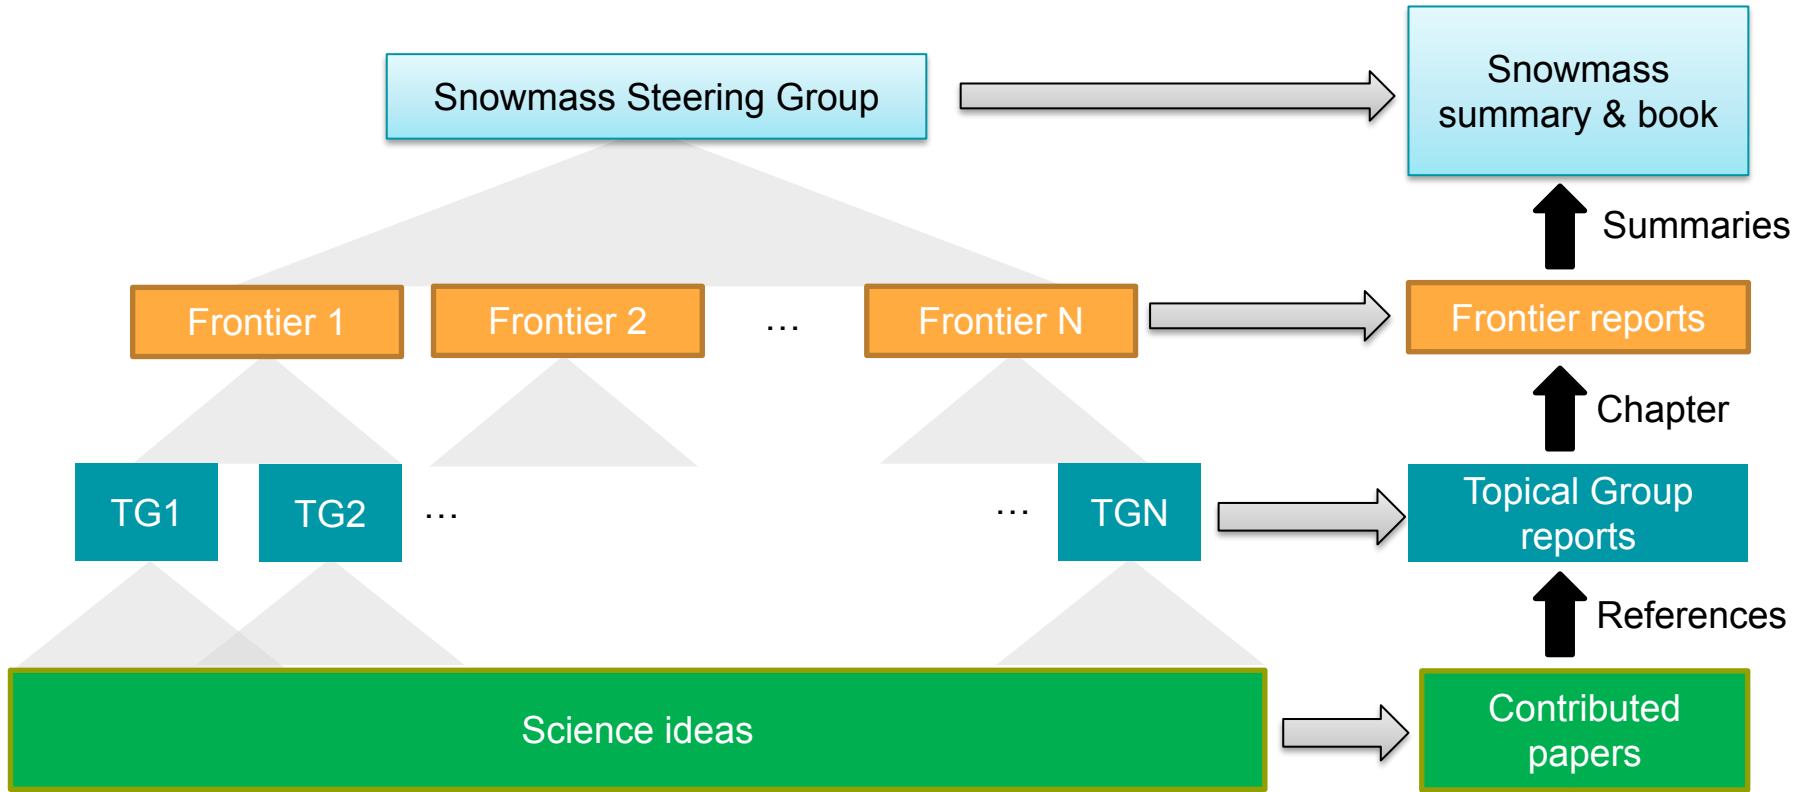 Snowmass Steering Group
Snowmass
summary & book
Summaries
Frontier 1
Frontier 2
...
Frontier N
Frontier reports
Chapter
TG1
TG2
...
...
TGN
Topical Group
reports
References
Science ideas
Contributed
papers